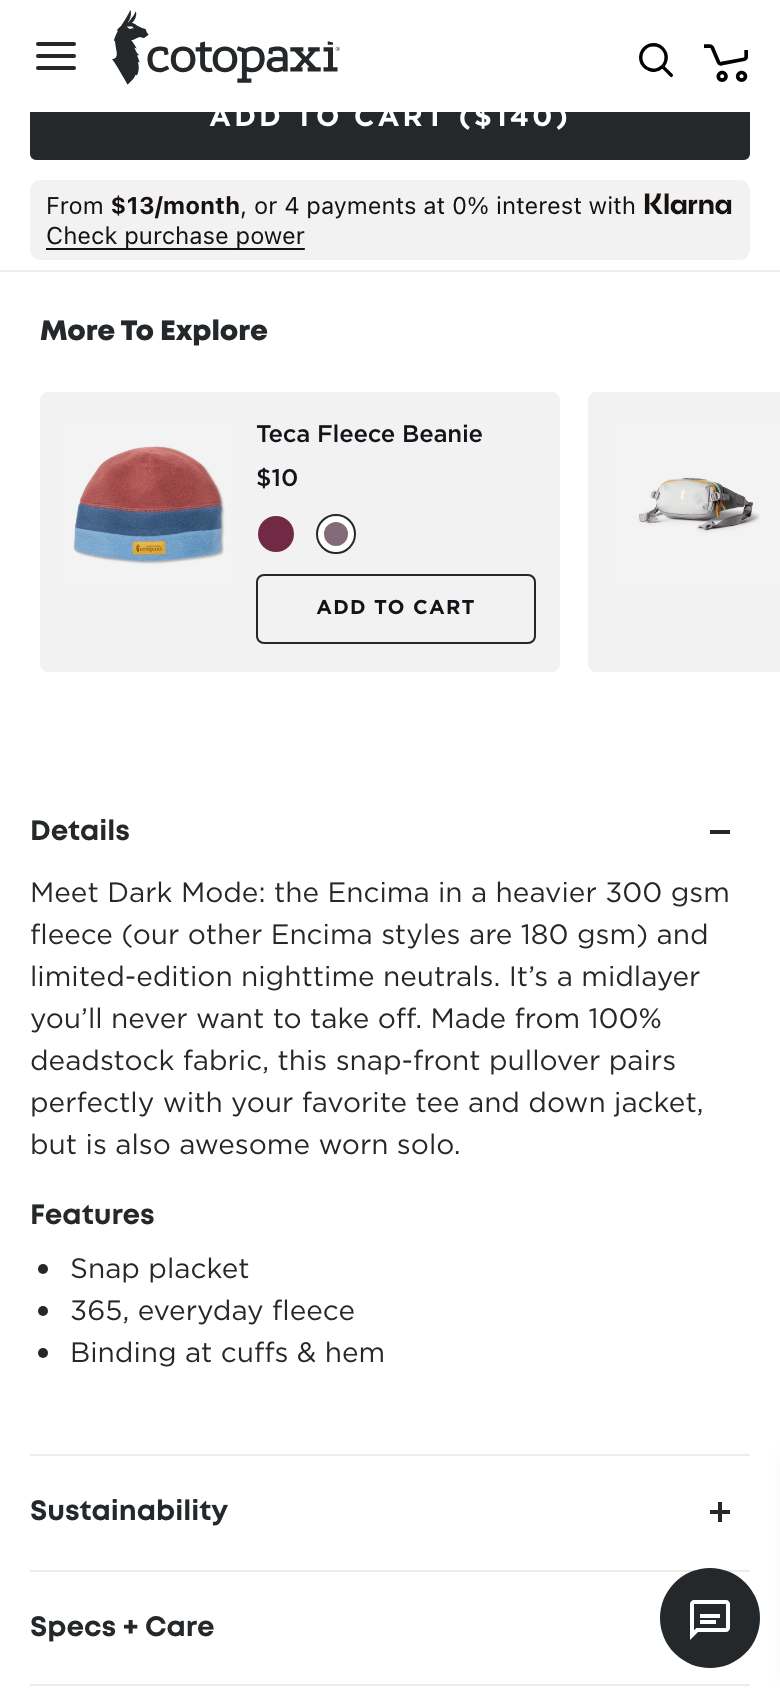 cotopaxi
ADD TO CART ($140)
From $13/month, or 4 payments at 0% interest with Klarna
Check purchase power
More To Explore
Teca Fleece Beanie
$10
cotopaxi
ADD TO CART
Details
Meet Dark Mode: the Encima in a heavier 300 gsm
fleece (our other Encima styles are 180 gsm) and
limited-edition nighttime neutrals. It’s a midlayer
you’ll never want to take off. Made from 100%
deadstock fabric, this snap-front pullover pairs
perfectly with your favorite tee and down jacket,
but is also awesome worn solo.
Features
• Snap placket
• 365, everyday fleece
• Binding at cuffs & hem
Sustainability
Specs + Care